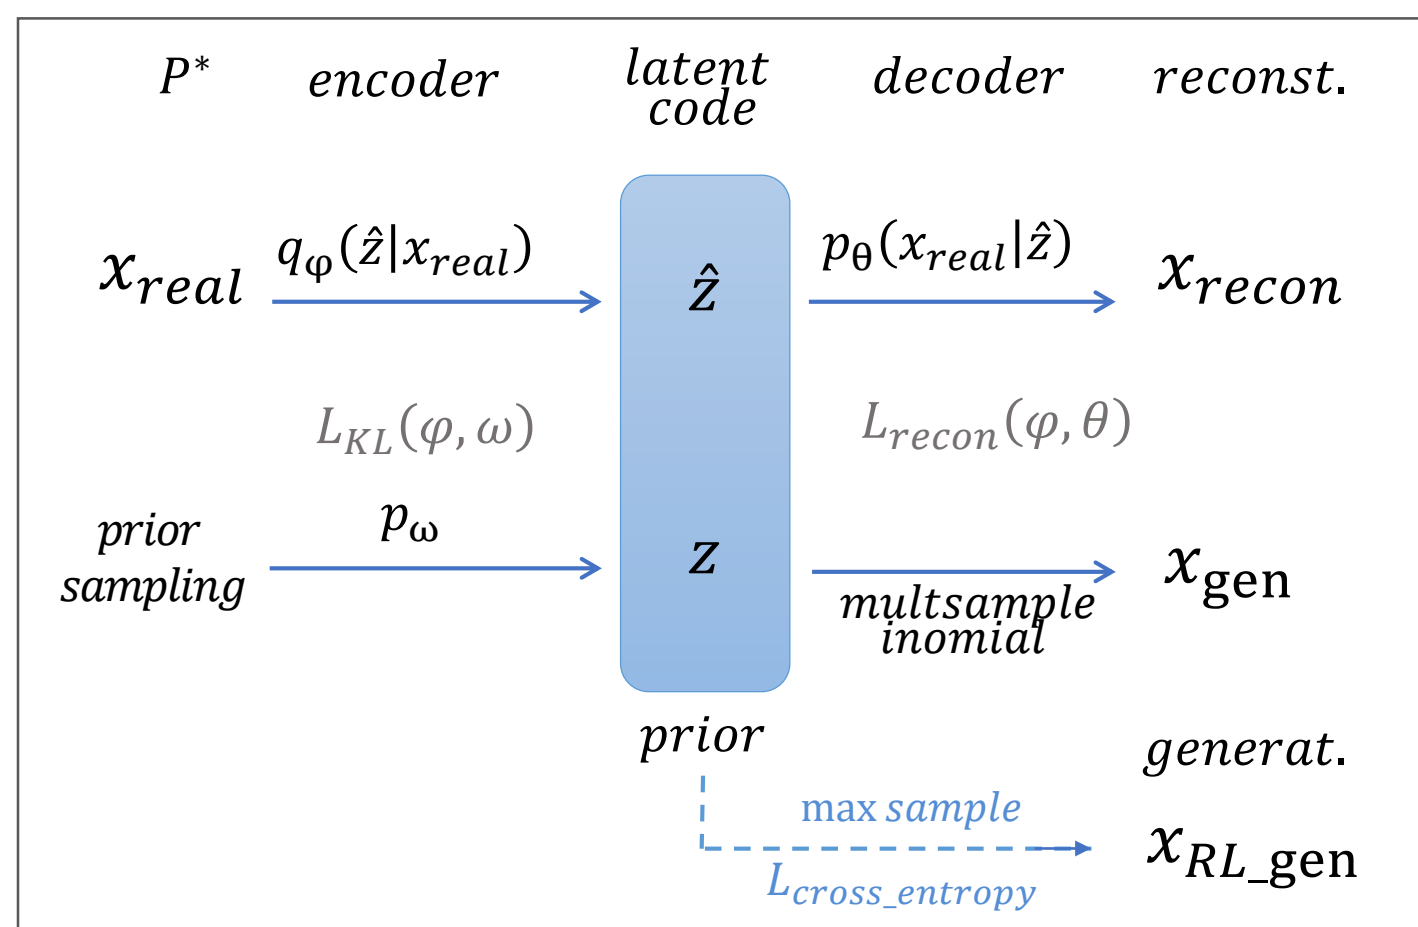 P* encoder latent code decoder reconst.
x_real q_φ(ẑ|x_real) ẑ p_θ(x_real|ẑ) x_recon
L_KL(φ, ω) L_recon(φ, θ)
prior sampling p_ω z multsample inomial x_gen
prior
generat.
max sample
x_RL_gen
L_cross_entropy